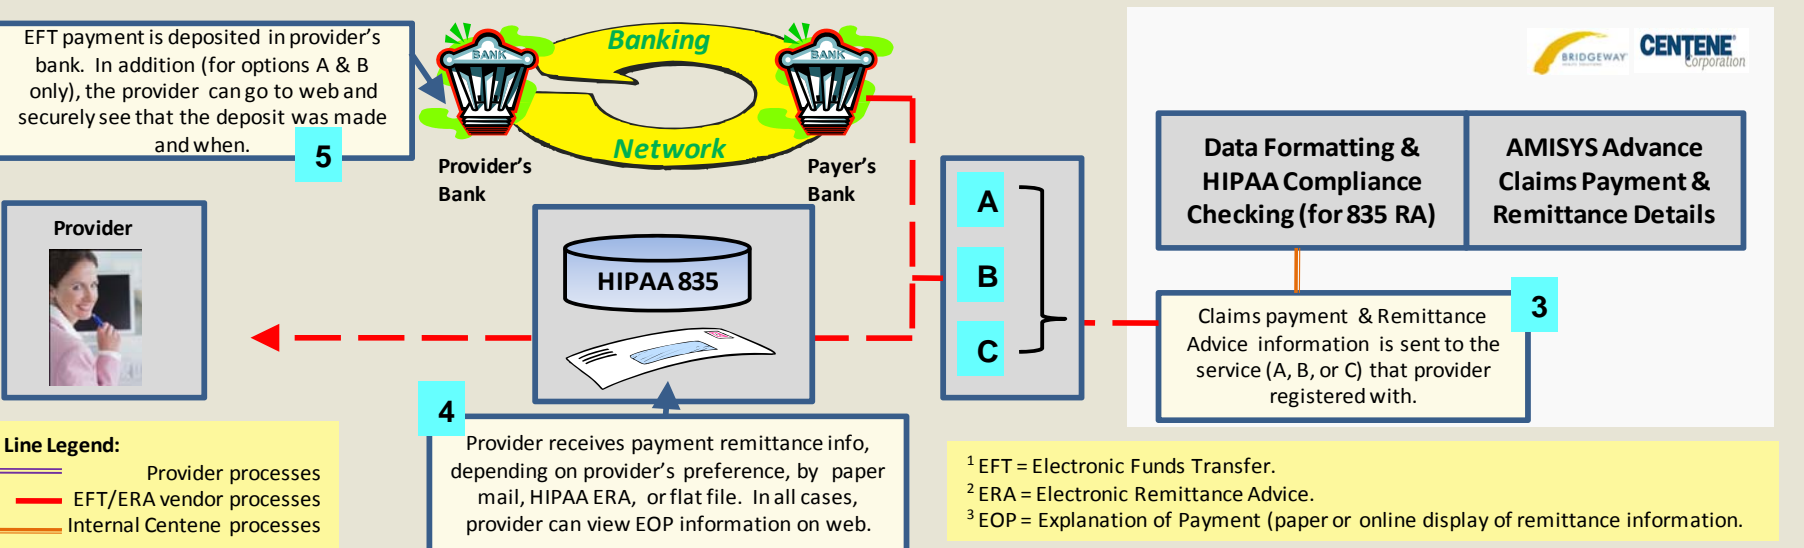 EFT payment is deposited in provider's
bank. In addition (for options A & B
only), the provider can go to web and
securely see that the deposit was made
and when.
5
BANK
Banking
Network
BANK
Provider's
Bank
Payer's
Bank
BRIDGEWAY
CENTENE
Corporation
Data Formatting &
HIPAA Compliance
Checking (for 835 RA)
AMISYS Advance
Claims Payment &
Remittance Details
Provider
HIPAA 835
A
B
C
3
Claims payment & Remittance
Advice information is sent to the
service (A, B, or C) that provider
registered with.
4
Provider receives payment remittance info,
depending on provider's preference, by paper
mail, HIPAA ERA, or flat file. In all cases,
provider can view EOP information on web.
Line Legend:
Provider processes
EFT/ERA vendor processes
Internal Centene processes
¹ EFT = Electronic Funds Transfer.
² ERA = Electronic Remittance Advice.
³ EOP = Explanation of Payment (paper or online display of remittance information.